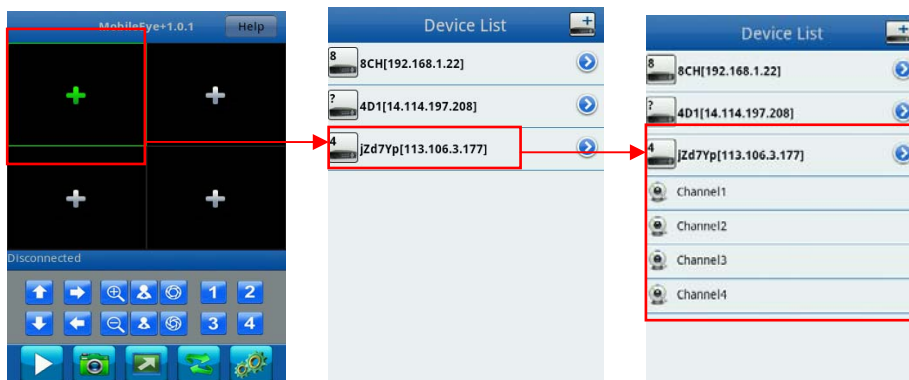 MobileEye+1.0.1
Help
Disconnected
1 2
3 4
Device List
8
8CH[192.168.1.22]
?
4D1[14.114.197.208]
4
jZd7Yp[113.106.3.177]
Device List
8
8CH[192.168.1.22]
?
4D1[14.114.197.208]
4
jZd7Yp[113.106.3.177]
Channel1
Channel2
Channel3
Channel4